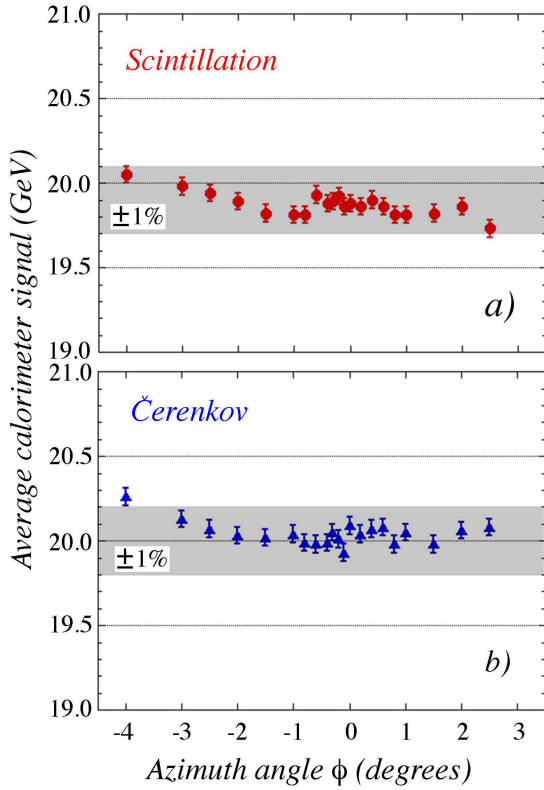 21.0
Scintillation
20.5
20.0
±1%
19.5
a)
19.0
21.0
Čerenkov
20.5
20.0
±1%
19.5
b)
19.0
-4 -3 -2 -1 0 1 2 3
Azimuth angle ϕ (degrees)
Average calorimeter signal (GeV)